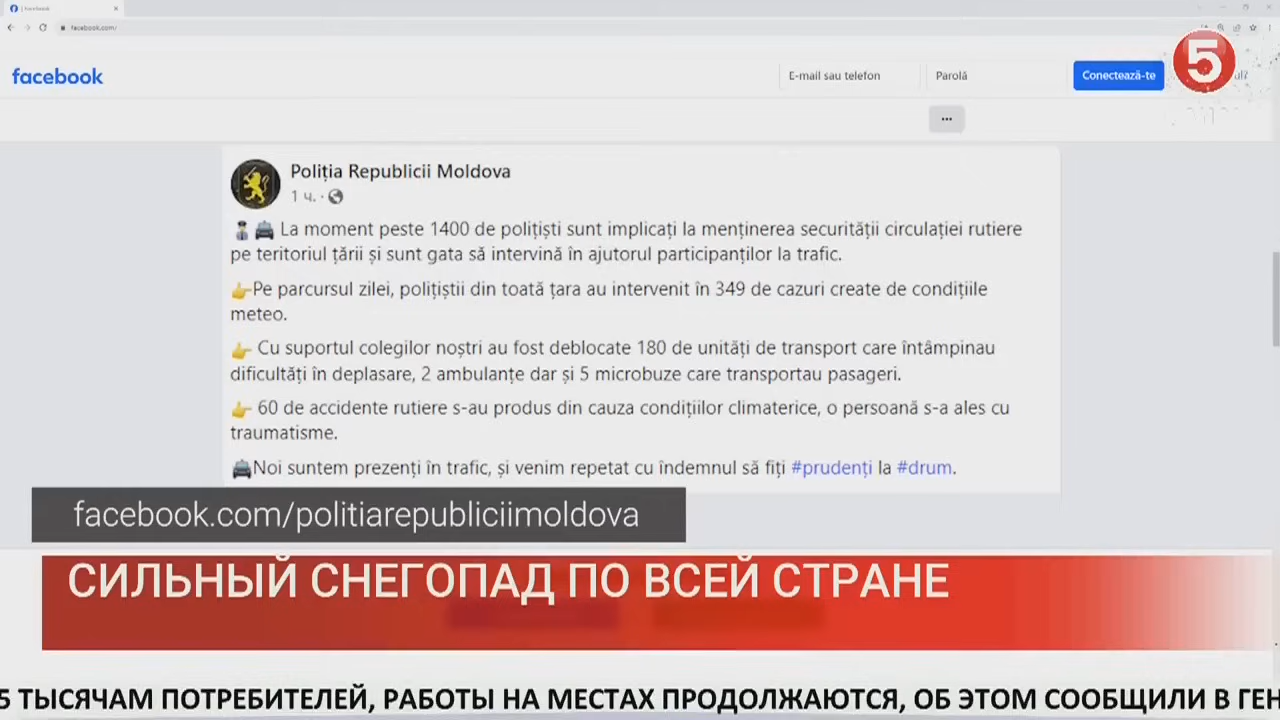 Facebook
facebook.com/
facebook
E-mail sau telefon
Parolă
Conectează-te
ul?
5
Poliția Republicii Moldova
1 ч. ·
La moment peste 1400 de polițiști sunt implicați la menținerea securității circulației rutiere
pe teritoriul țării și sunt gata să intervină în ajutorul participanților la trafic.
Pe parcursul zilei, polițiștii din toată țara au intervenit în 349 de cazuri create de condițiile
meteo.
Cu suportul colegilor noștri au fost deblocate 180 de unități de transport care întâmpinau
dificultăți în deplasare, 2 ambulanțe dar și 5 microbuze care transportau pasageri.
60 de accidente rutiere s-au produs din cauza condițiilor climaterice, o persoană s-a ales cu
traumatisme.
Noi suntem prezenți în trafic, și venim repetat cu îndemnul să fiți #prudenți la #drum.
facebook.com/politiarepubliciimoldova
СИЛЬНЫЙ СНЕГОПАД ПО ВСЕЙ СТРАНЕ
5 ТЫСЯЧАМ ПОТРЕБИТЕЛЕЙ, РАБОТЫ НА МЕСТАХ ПРОДОЛЖАЮТСЯ, ОБ ЭТОМ СООБЩИЛИ В ГЕН